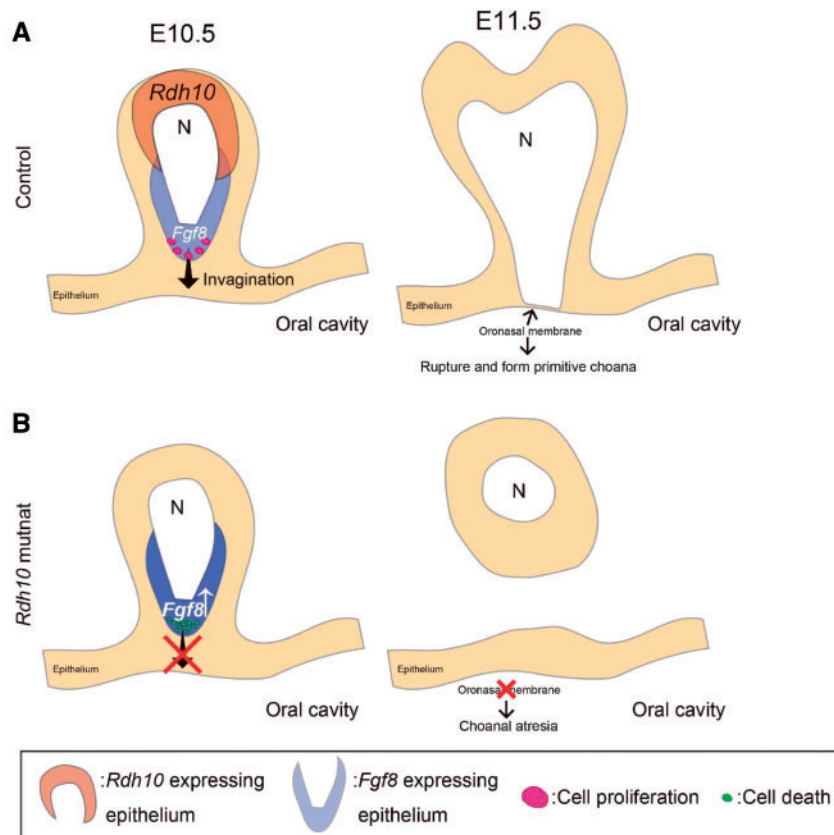 A
E10.5
E11.5
Control
Rdh10
N
Fgf8
Invagination
Epithelium
Oral cavity
N
Epithelium
Oronasal membrane
Oral cavity
Rupture and form primitive choana
B
Rdh10 mutnat
N
Fgf8
Epithelium
Oral cavity
N
Epithelium
Oronasal membrane
Oral cavity
Choanal atresia
:Rdh10 expressing
epithelium
:Fgf8 expressing
epithelium
:Cell proliferation
:Cell death